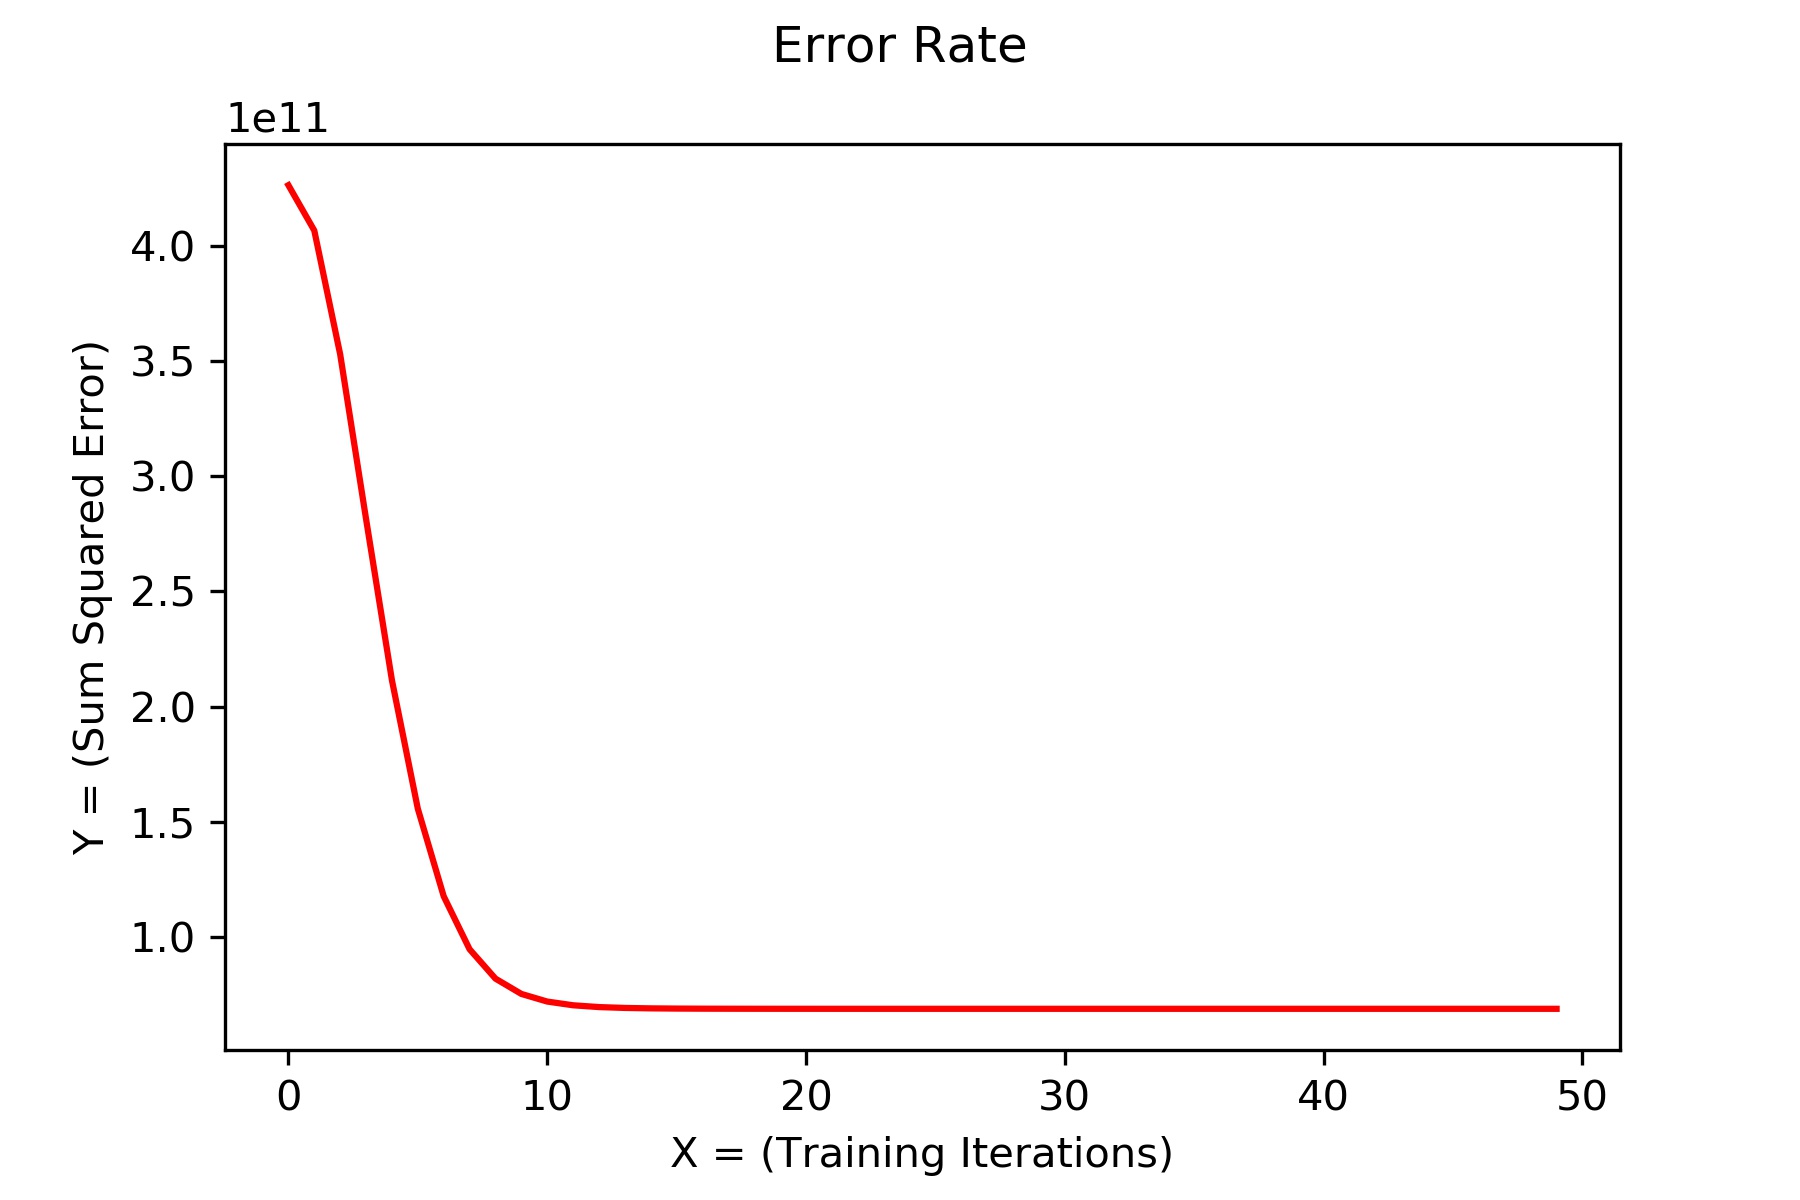 Error Rate
1e11
Y = (Sum Squared Error)
4.0
3.5
3.0
2.5
2.0
1.5
1.0
0 10 20 30 40 50
X = (Training Iterations)